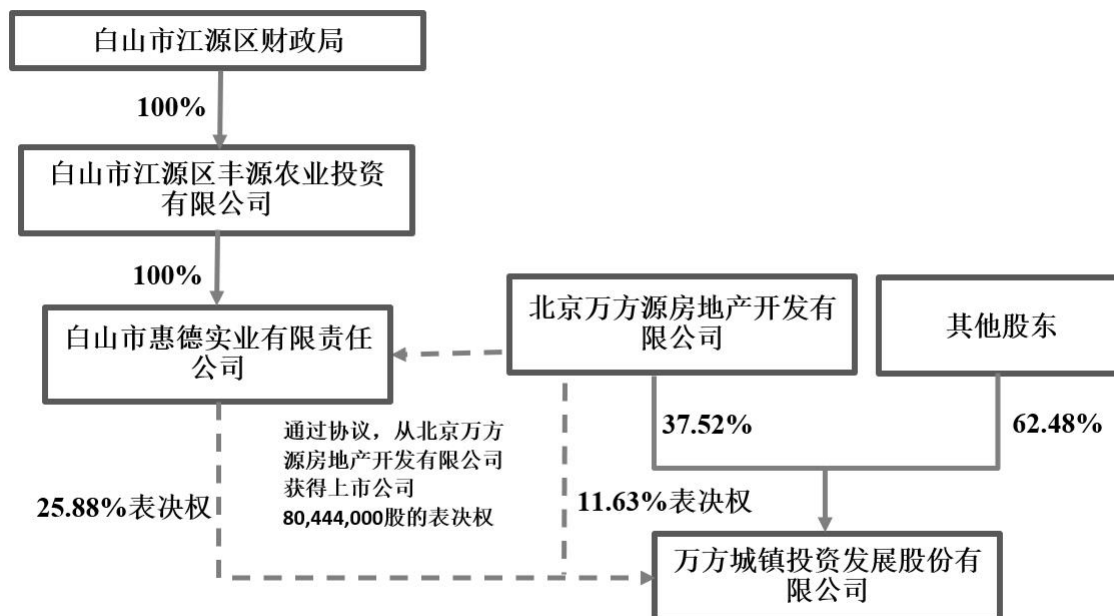 白山市江源区财政局
100%
白山市江源区丰源农业投资
有限公司
100%
白山市惠德实业有限责任
公司
北京万方源房地产开发有
限公司
其他股东
通过协议，从北京万方
源房地产开发有限公司
获得上市公司
80,444,000股的表决权
37.52%
62.48%
25.88%表决权
11.63%表决权
万方城镇投资发展股份有
限公司